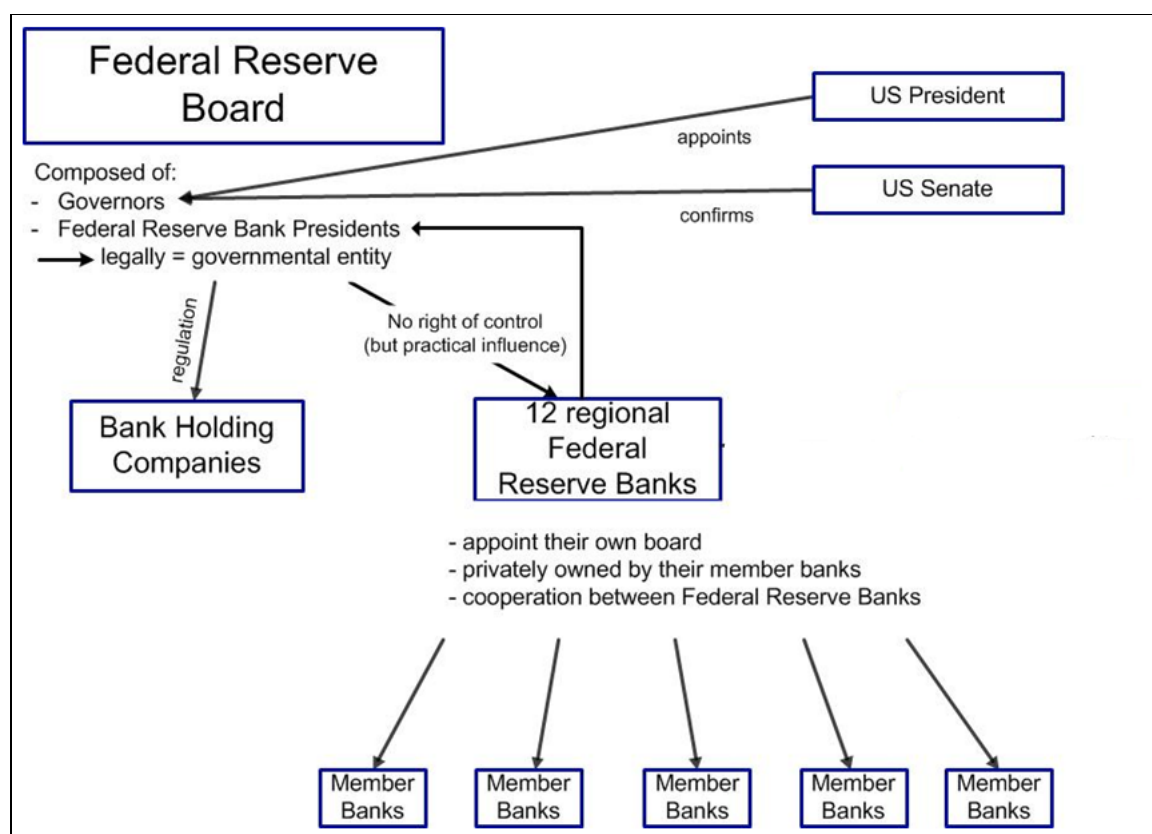 Federal Reserve
Board
US President
appoints
Composed of:
- Governors
US Senate
confirms
- Federal Reserve Bank Presidents
legally = governmental entity
regulation
No right of control
(but practical influence)
Bank Holding
Companies
12 regional
Federal
Reserve Banks
- appoint their own board
- privately owned by their member banks
- cooperation between Federal Reserve Banks
Member
Banks
Member
Banks
Member
Banks
Member
Banks
Member
Banks